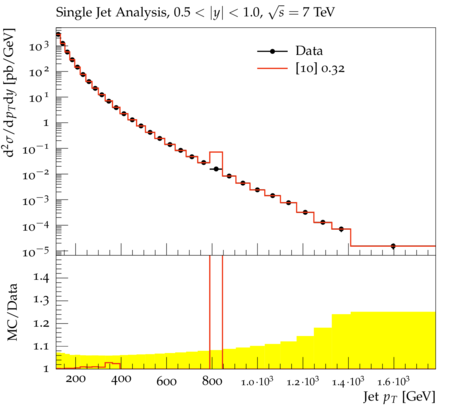 Single Jet Analysis, 0.5 < |y| < 1.0, √s = 7 TeV
d²σ/dp_T dy [pb/GeV]
10³
10²
10¹
1
10⁻¹
10⁻²
10⁻³
10⁻⁴
10⁻⁵
Data
[10] 0.32
MC/Data
1.4
1.3
1.2
1.1
1
200 400 600 800 1.0·10³ 1.2·10³ 1.4·10³ 1.6·10³
Jet p_T [GeV]